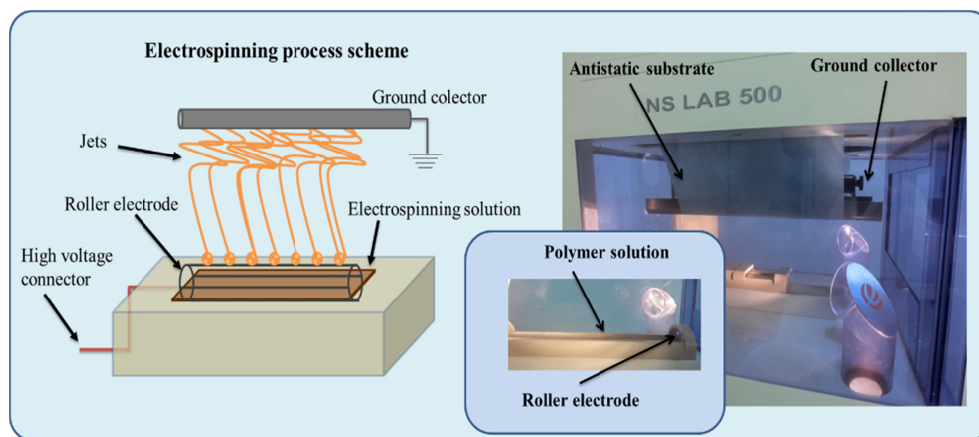 Electrospinning process scheme
Ground colector
Jets
Roller electrode
Electrospinning solution
High voltage
connector
Antistatic substrate
Ground collector
NS LAB 500
Polymer solution
Roller electrode